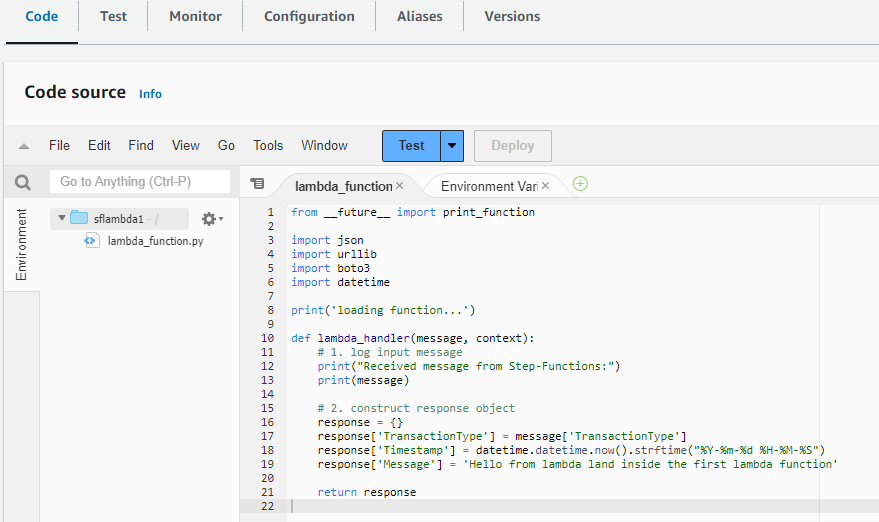 Code Test Monitor Configuration Aliases Versions
Code source Info
File Edit Find View Go Tools Window Test Deploy
Go to Anything (Ctrl-P)
lambda_function × Environment Vari ×
Environment
sflambda1 - /
lambda_function.py
1 from __future__ import print_function
2
3 import json
4 import urllib
5 import boto3
6 import datetime
7
8 print('loading function...')
9
10 def lambda_handler(message, context):
11     # 1. log input message
12     print("Received message from Step-Functions:")
13     print(message)
14
15     # 2. construct response object
16     response = {}
17     response['TransactionType'] = message['TransactionType']
18     response['Timestamp'] = datetime.datetime.now().strftime("%Y-%m-%d %H-%M-%S")
19     response['Message'] = 'Hello from lambda land inside the first lambda function'
20
21     return response
22